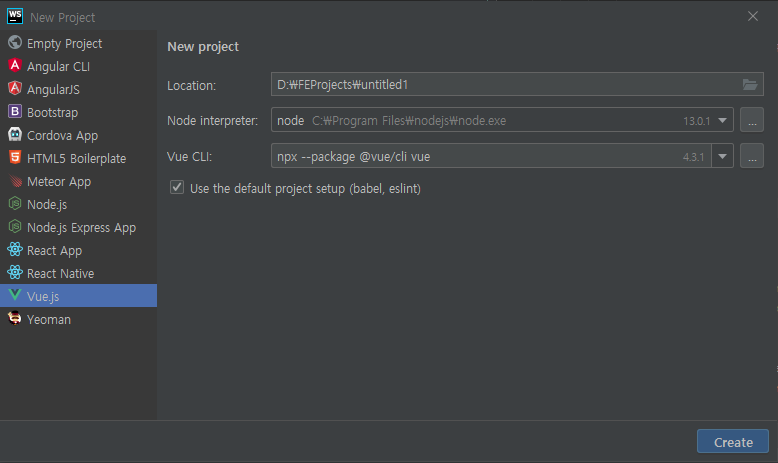 WS
New Project
Empty Project
Angular CLI
AngularJS
Bootstrap
Cordova App
HTML5 Boilerplate
Meteor App
Node.js
Node.js Express App
React App
React Native
Vue.js
Yeoman
New project
Location: D:₩FEProjects₩untitled1
Node interpreter: node C:₩Program Files₩nodejs₩node.exe 13.0.1 ...
Vue CLI: npx --package @vue/cli vue 4.3.1 ...
Use the default project setup (babel, eslint)
Create